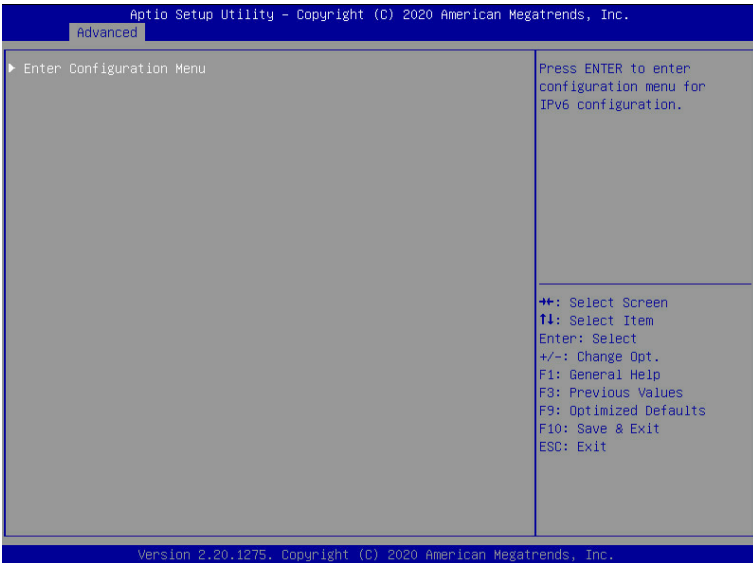 Aptio Setup Utility – Copyright (C) 2020 American Megatrends, Inc.
Advanced
▶ Enter Configuration Menu
Press ENTER to enter
configuration menu for
IPv6 configuration.
→←: Select Screen
↑↓: Select Item
Enter: Select
+/-: Change Opt.
F1: General Help
F3: Previous Values
F9: Optimized Defaults
F10: Save & Exit
ESC: Exit
Version 2.20.1275. Copyright (C) 2020 American Megatrends, Inc.